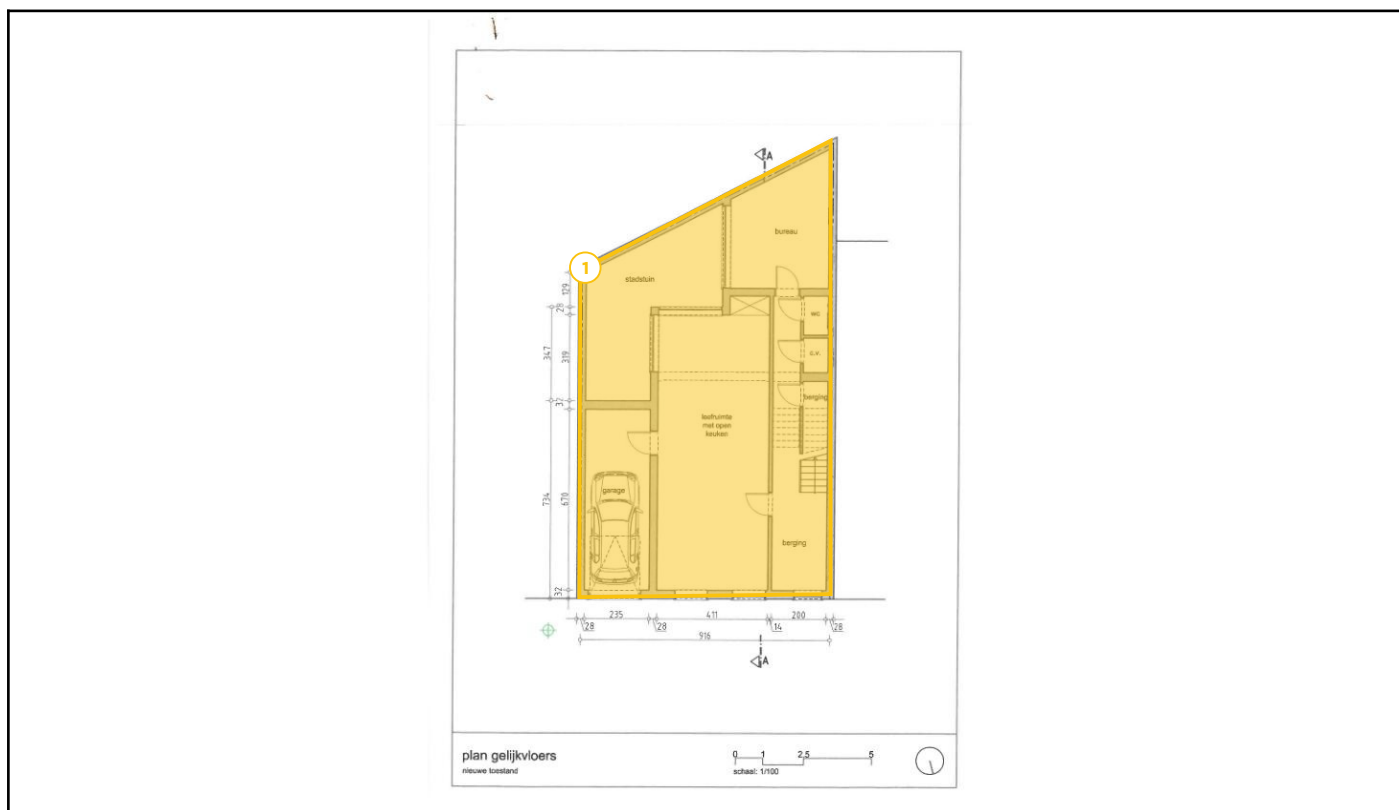 A
bureau
1
stadstuin
129
28
WC
347
319
C.V.
32
berging
leefruimte
met open
keuken
garage
734
670
berging
32
235
411
200
28
28
14
28
916
A
plan gelijkvloers
nieuwe toestand
0 1 2,5 5
schaal: 1/100